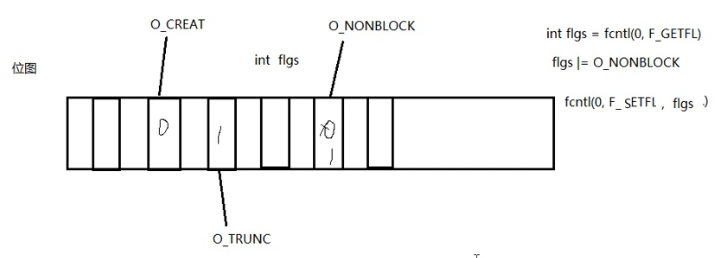 O_CREAT
O_NONBLOCK
int flgs = fcntl(0, F_GETFL)
位图
int flgs
flgs |= O_NONBLOCK
fcntl(0, F_SETFL , flgs .)
0
1
0
1
O_TRUNC